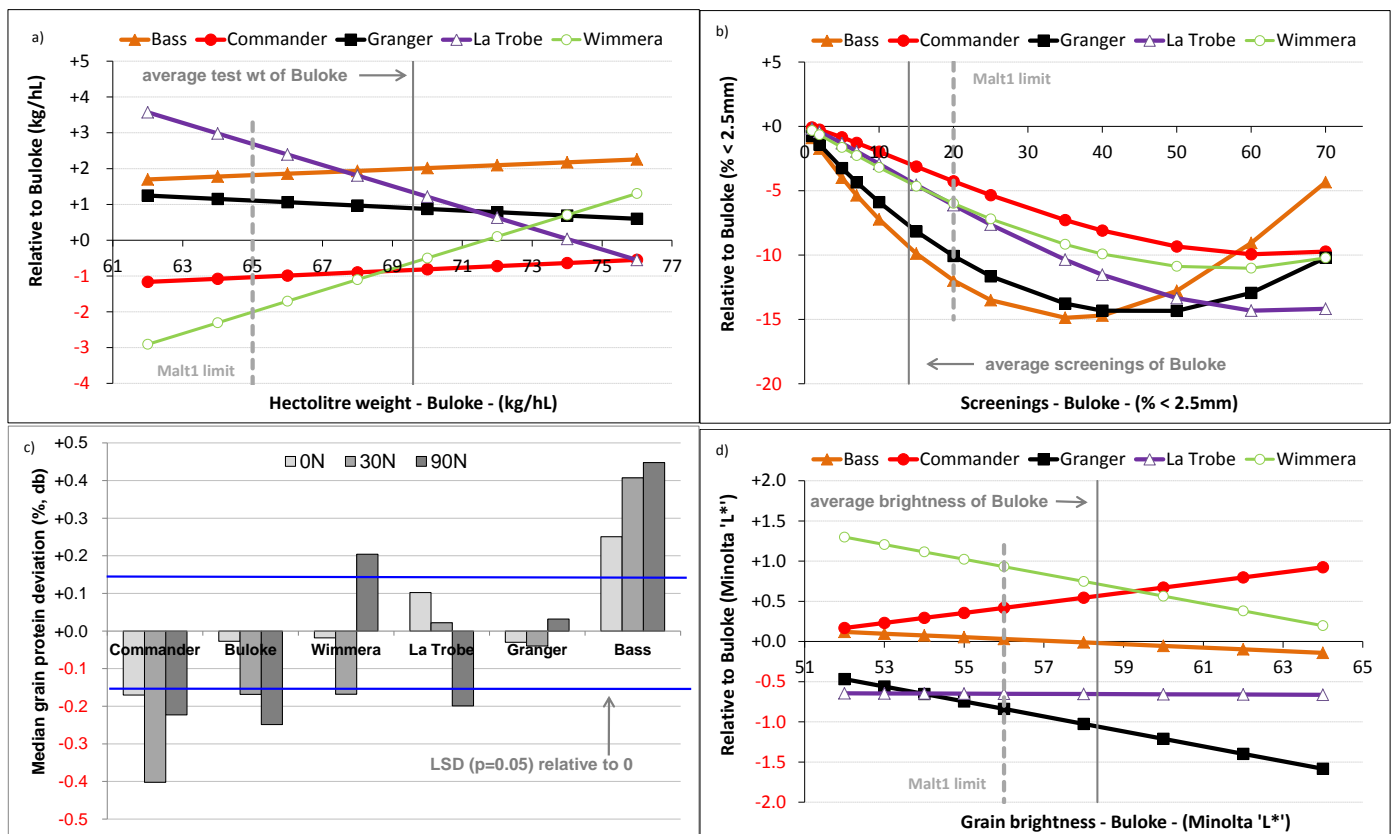 a)
Bass Commander Granger La Trobe Wimmera
average test wt of Buloke
Relative to Buloke (kg/hL)
+4
+3
+2
+1
+0
-1
-2
-3
-4
61 63 65 67 69 71 73 75 77
Malt1 limit
Hectolitre weight - Buloke - (kg/hL)
b)
Bass Commander Granger La Trobe Wimmera
Malt1 limit
Relative to Buloke (% < 2.5mm)
+5
+0
-5
-10
-15
-20
0 10 20 30 40 50 60 70
average screenings of Buloke
Screenings - Buloke - (% < 2.5mm)
c)
0N 30N 90N
Median grain protein deviation (%, db)
+0.5
+0.4
+0.3
+0.2
+0.1
+0.0
-0.1
-0.2
-0.3
-0.4
-0.5
Commander Buloke Wimmera La Trobe Granger Bass
LSD (p=0.05) relative to 0
d)
Bass Commander Granger La Trobe Wimmera
average brightness of Buloke
Relative to Buloke (Minolta 'L*')
+2.0
+1.5
+1.0
+0.5
+0.0
-0.5
-1.0
-1.5
-2.0
51 53 55 57 59 61 63 65
Malt1 limit
Grain brightness - Buloke - (Minolta 'L*')